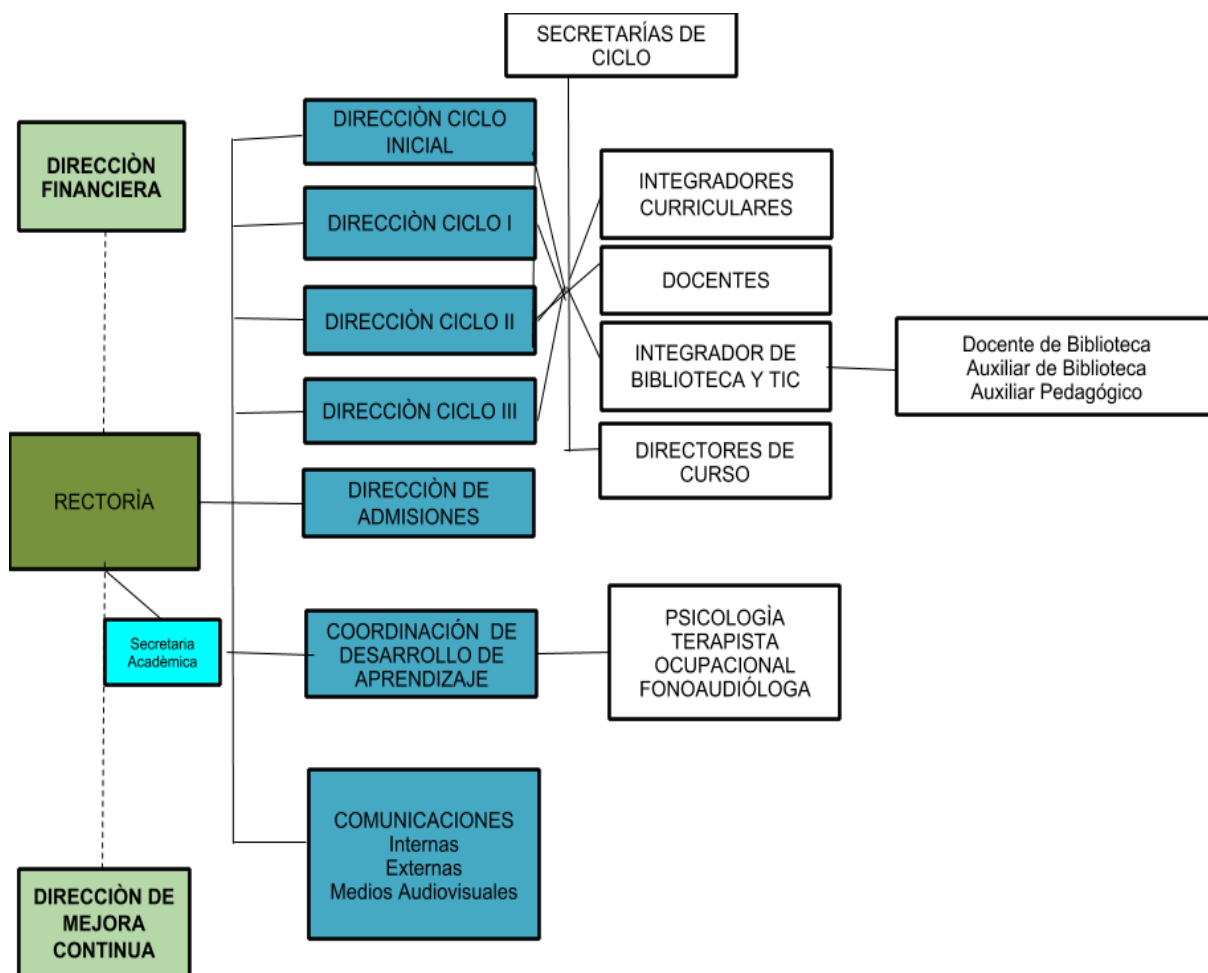 SECRETARÍAS DE
CICLO
DIRECCIÒN
FINANCIERA
DIRECCIÒN CICLO
INICIAL
DIRECCIÒN CICLO I
DIRECCIÒN CICLO II
DIRECCIÒN CICLO III
INTEGRADORES
CURRICULARES
DOCENTES
INTEGRADOR DE
BIBLIOTECA Y TIC
Docente de Biblioteca
Auxiliar de Biblioteca
Auxiliar Pedagógico
DIRECTORES DE
CURSO
RECTORÌA
DIRECCIÒN DE
ADMISIONES
Secretaria
Acadèmica
COORDINACIÓN DE
DESARROLLO DE
APRENDIZAJE
PSICOLOGÌA
TERAPISTA
OCUPACIONAL
FONOAUDIÓLOGA
COMUNICACIONES
Internas
Externas
Medios Audiovisuales
DIRECCIÒN DE
MEJORA
CONTINUA